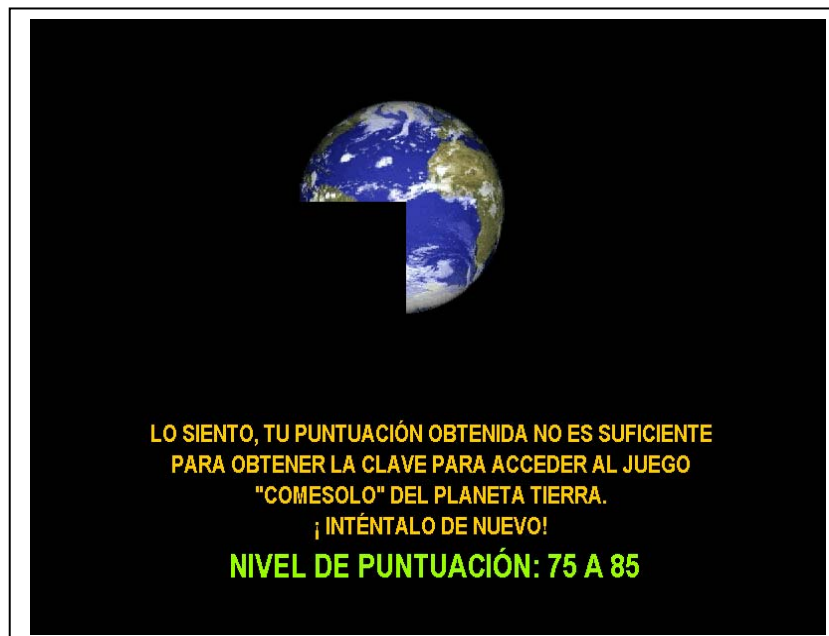 LO SIENTO, TU PUNTUACIÓN OBTENIDA NO ES SUFICIENTE
PARA OBTENER LA CLAVE PARA ACCEDER AL JUEGO
"COMESOLO" DEL PLANETA TIERRA.
¡ INTÉNTALO DE NUEVO!
NIVEL DE PUNTUACIÓN: 75 A 85